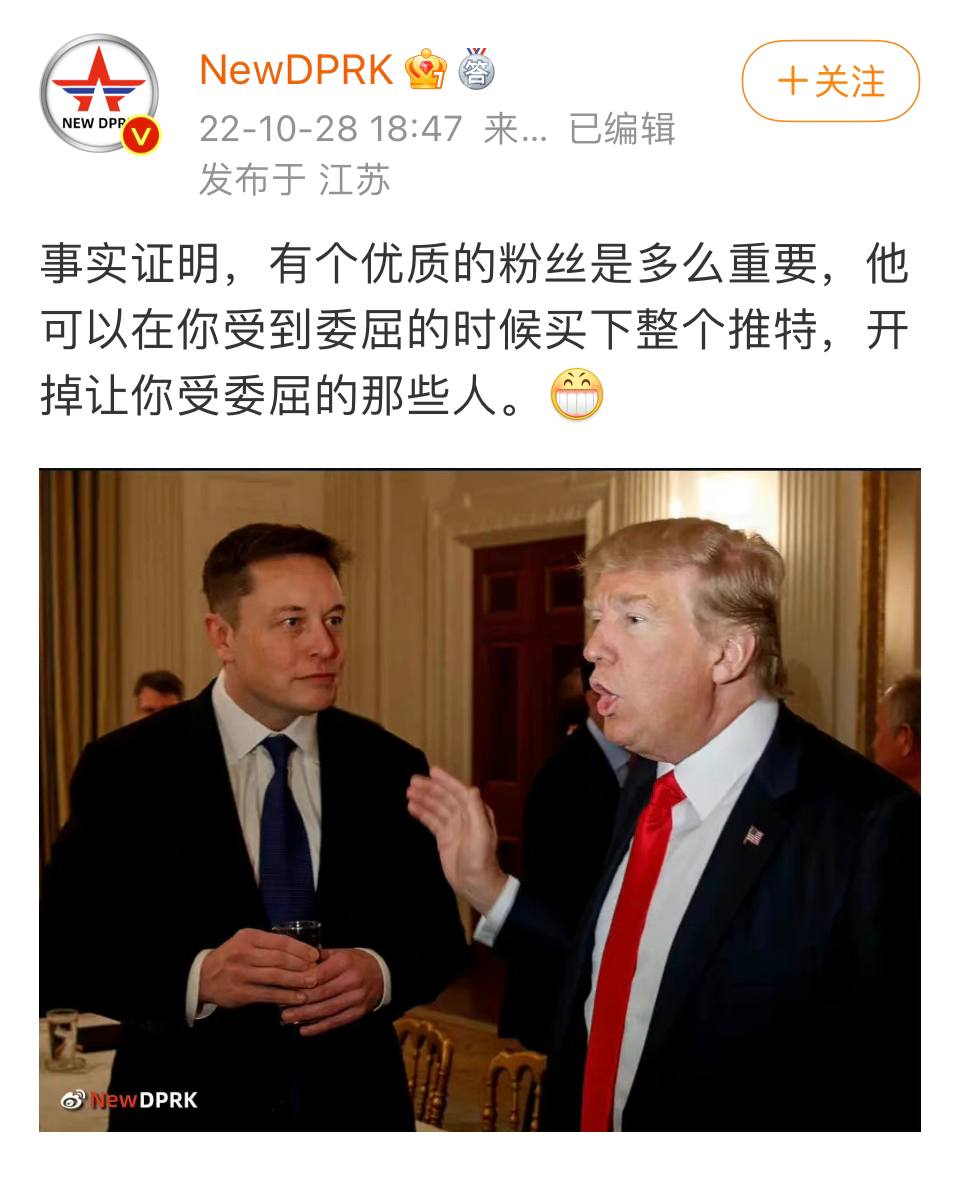 NEW DPR
V
NewDPRK 7 答
+关注
22-10-28 18:47 来... 已编辑
发布于 江苏
事实证明，有个优质的粉丝是多么重要，他
可以在你受到委屈的时候买下整个推特，开
掉让你受委屈的那些人。😁
NewDPRK